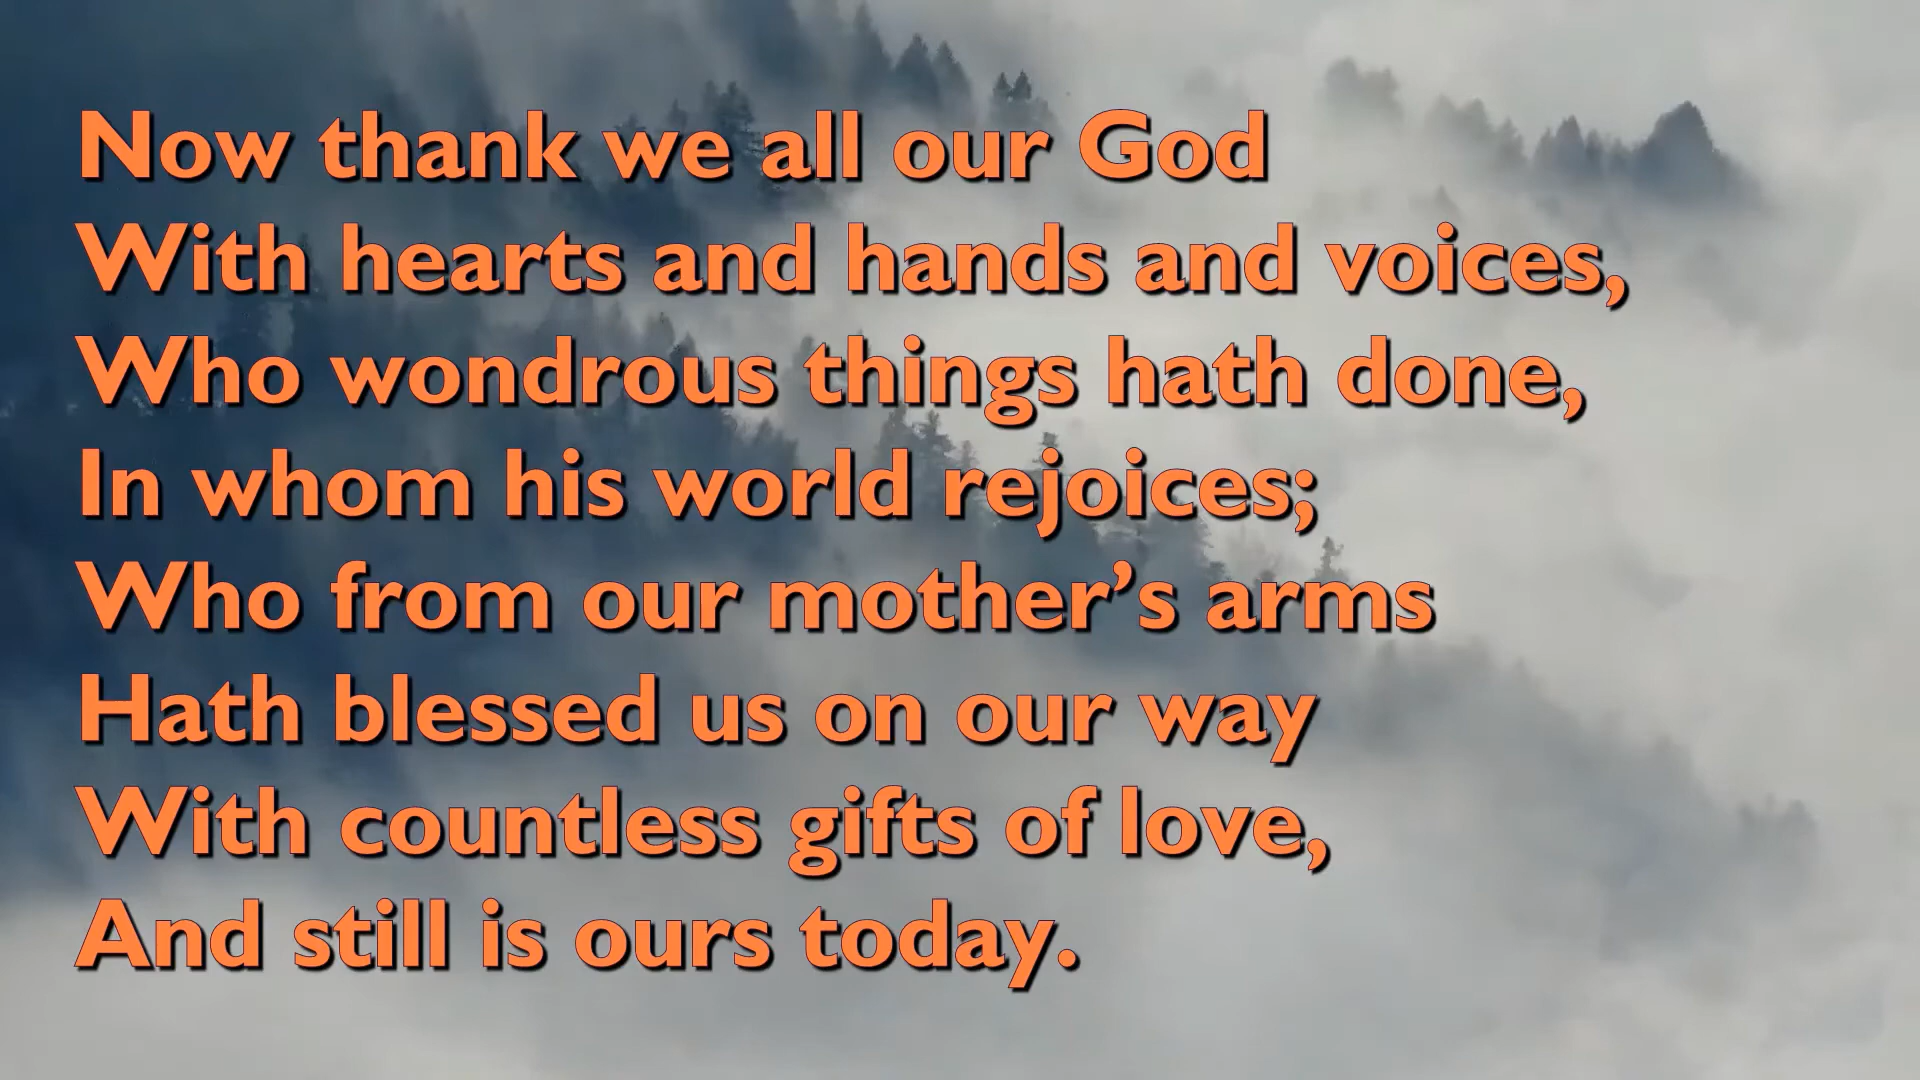 Now thank we all our God
With hearts and hands and voices,
Who wondrous things hath done,
In whom his world rejoices;
Who from our mother’s arms
Hath blessed us on our way
With countless gifts of love,
And still is ours today.